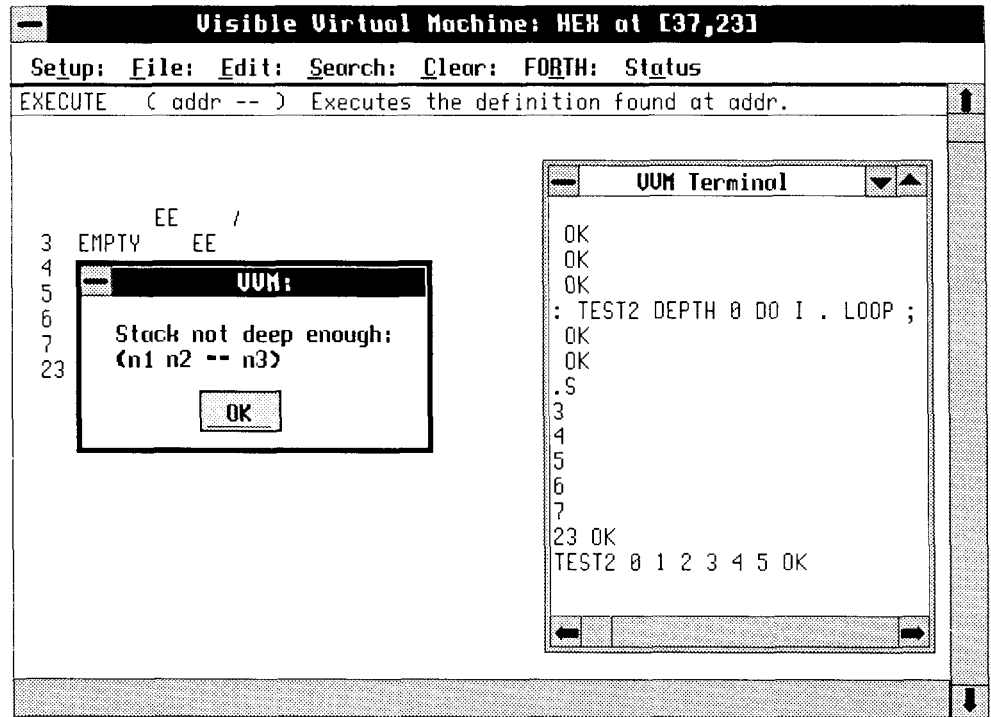 Visible Virtual Machine: HEX at [37,23]
Setup: File: Edit: Search: Clear: FORTH: Status
EXECUTE ( addr -- ) Executes the definition found at addr.
EE /
3 EMPTY EE
4
5
6
7
23
VVM:
Stack not deep enough:
(n1 n2 -- n3)
OK
VVM Terminal
OK
OK
OK
: TEST2 DEPTH 0 DO I . LOOP ;
OK
OK
.S
3
4
5
6
7
23 OK
TEST2 0 1 2 3 4 5 OK